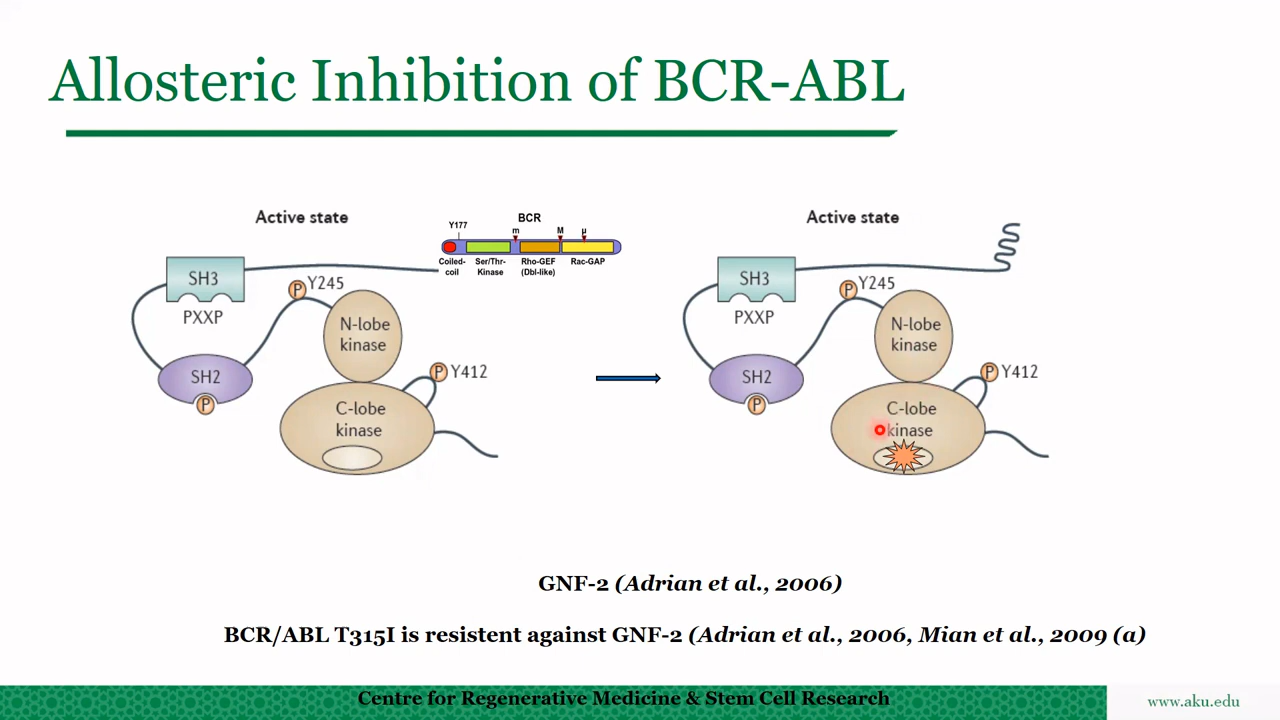 Allosteric Inhibition of BCR-ABL
Active state
BCR
Y177
m
M
µ
Coiled-
coil
Ser/Thr-
Kinase
Rho-GEF
(Dbl-like)
Rac-GAP
SH3
PXXP
P
Y245
N-lobe
kinase
SH2
P
P
Y412
C-lobe
kinase
Active state
SH3
PXXP
P
Y245
N-lobe
kinase
SH2
P
P
Y412
C-lobe
kinase
GNF-2 (Adrian et al., 2006)
BCR/ABL T315I is resistent against GNF-2 (Adrian et al., 2006, Mian et al., 2009 (a)
Centre for Regenerative Medicine & Stem Cell Research
www.aku.edu